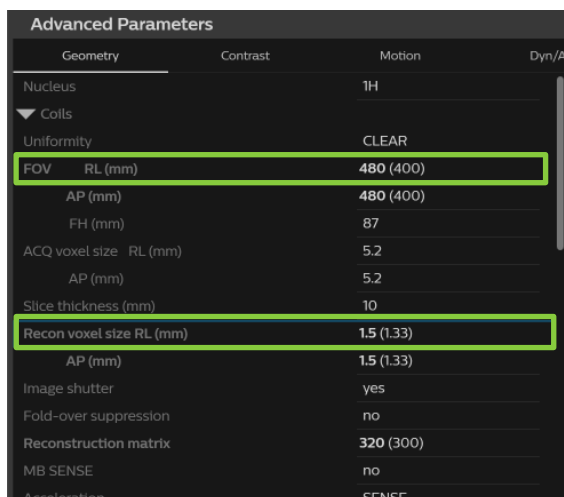 Advanced Parameters
Geometry Contrast Motion Dyn/A
Nucleus 1H
Coils
Uniformity CLEAR
FOV RL (mm) 480 (400)
AP (mm) 480 (400)
FH (mm) 87
ACQ voxel size RL (mm) 5.2
AP (mm) 5.2
Slice thickness (mm) 10
Recon voxel size RL (mm) 1.5 (1.33)
AP (mm) 1.5 (1.33)
Image shutter yes
Fold-over suppression no
Reconstruction matrix 320 (300)
MB SENSE no
Acceleration SENSE